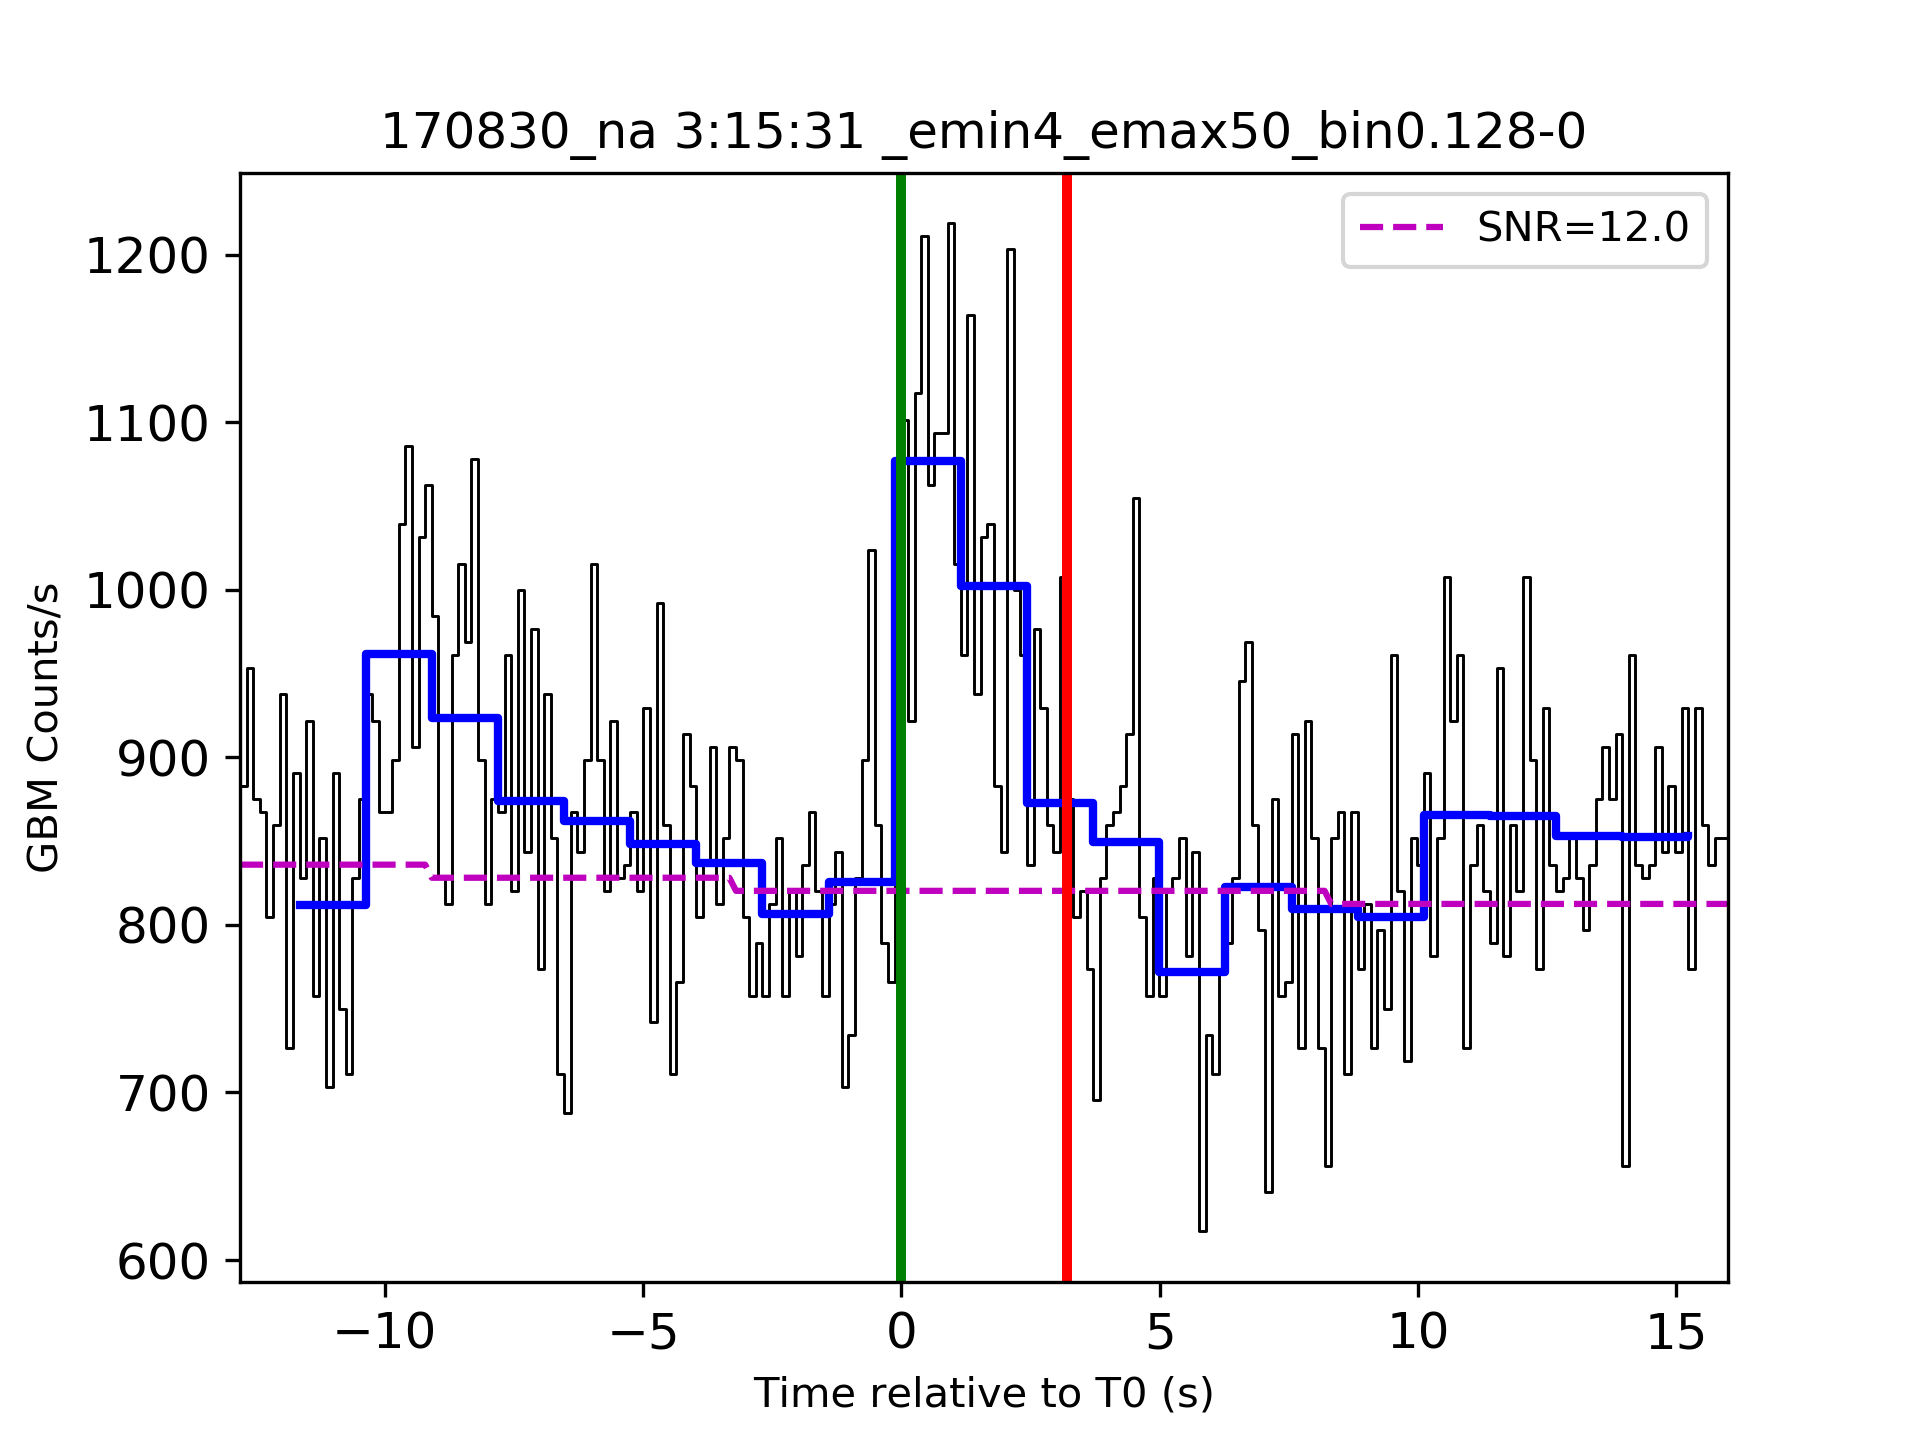 170830_na 3:15:31 _emin4_emax50_bin0.128-0
SNR=12.0
1200
1100
1000
900
800
700
600
GBM Counts/s
−10 −5 0 5 10 15
Time relative to T0 (s)